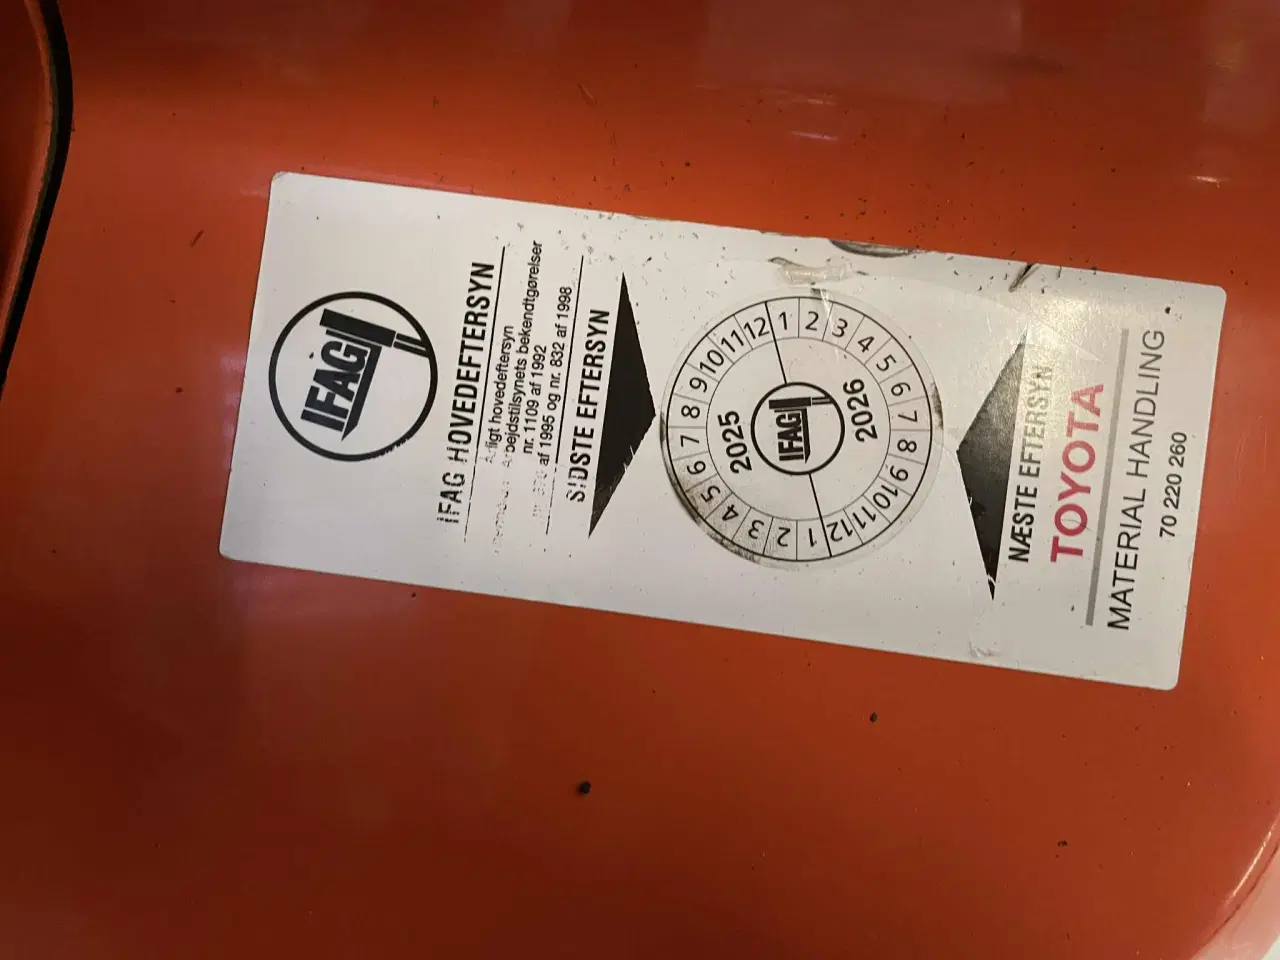 IFAG
IFAG HOVEDEFTERSYN
hovedeftersyn
Arbejdstilsynets bekendtgørelser
nr. 1109 af 1992
af 1995 og nr. 832 af 1998
SIDSTE EFTERSYN
1 2 3 4 5 6 7 8 9 10 11 12
2025
IFAG
2026
1 2 3 4 5 6 7 8 9 10 11 12
NÆSTE EFTERSYN
TOYOTA
MATERIAL HANDLING
70 220 260